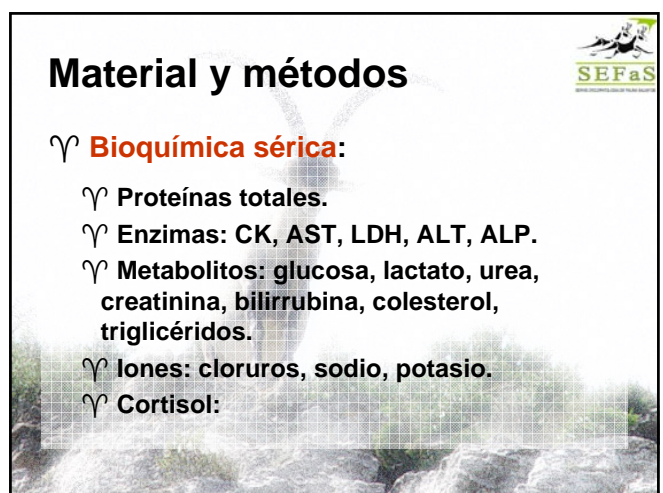 Material y métodos
SEFaS
♈ Bioquímica sérica:
♈ Proteínas totales.
♈ Enzimas: CK, AST, LDH, ALT, ALP.
♈ Metabolitos: glucosa, lactato, urea,
creatinina, bilirrubina, colesterol,
triglicéridos.
♈ Iones: cloruros, sodio, potasio.
♈ Cortisol: